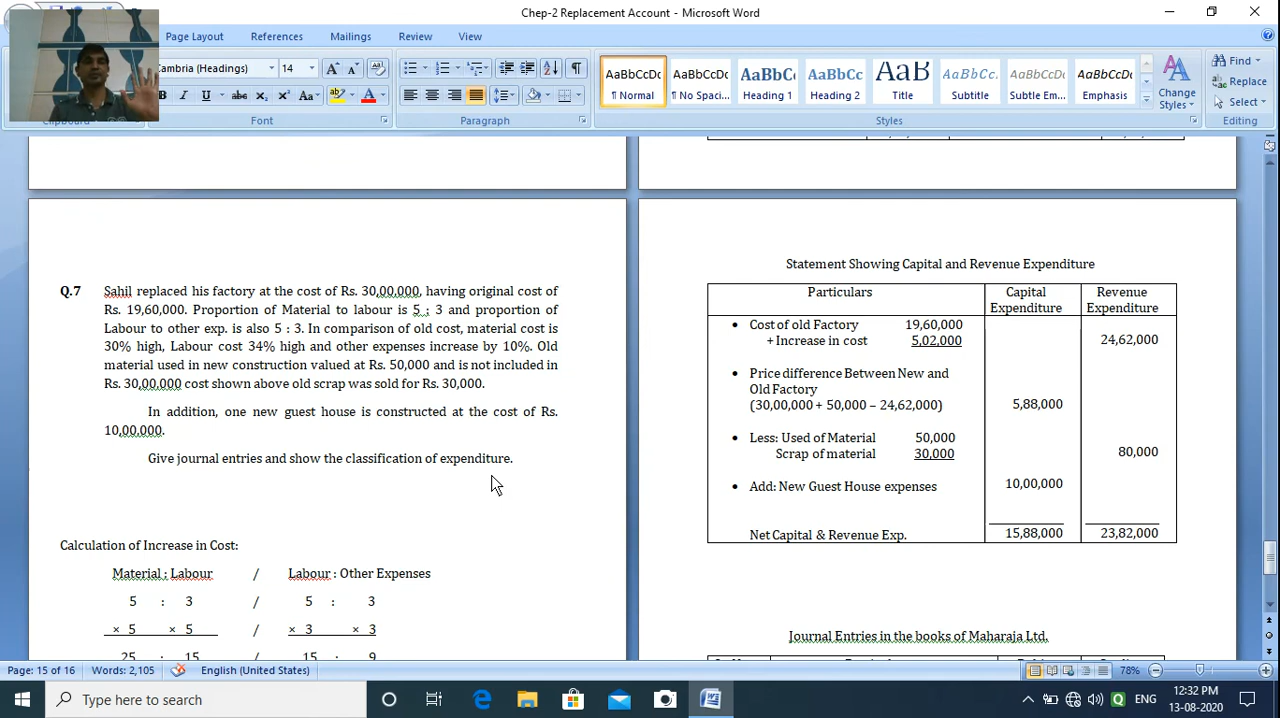 Chep-2 Replacement Account - Microsoft Word
Page Layout References Mailings Review View
Cambria (Headings) 14
AaBbCcDc AaBbCcDc AaBbC AaBbCc AaB AaBbCc. AaBbCcDc AaBbCcDc
¶ Normal ¶ No Spaci... Heading 1 Heading 2 Title Subtitle Subtle Em... Emphasis
Change
Styles
Find
Replace
Select
Font Paragraph Styles Editing
Q.7 Sahil replaced his factory at the cost of Rs. 30,00,000, having original cost of
Rs. 19,60,000. Proportion of Material to labour is 5 : 3 and proportion of
Labour to other exp. is also 5 : 3. In comparison of old cost, material cost is
30% high, Labour cost 34% high and other expenses increase by 10%. Old
material used in new construction valued at Rs. 50,000 and is not included in
Rs. 30,00,000 cost shown above old scrap was sold for Rs. 30,000.
In addition, one new guest house is constructed at the cost of Rs.
10,00,000.
Give journal entries and show the classification of expenditure.
Calculation of Increase in Cost:
Material : Labour / Labour : Other Expenses
5 : 3 / 5 : 3
× 5 × 5 / × 3 × 3
25 : 15 15 : 9
Statement Showing Capital and Revenue Expenditure
Particulars Capital Expenditure Revenue Expenditure
• Cost of old Factory 19,60,000
+ Increase in cost 5,02,000 24,62,000
• Price difference Between New and
Old Factory
(30,00,000 + 50,000 – 24,62,000) 5,88,000
• Less: Used of Material 50,000
Scrap of material 30,000 80,000
• Add: New Guest House expenses 10,00,000
Net Capital & Revenue Exp. 15,88,000 23,82,000
Journal Entries in the books of Maharaja Ltd.
Page: 15 of 16 Words: 2,105 English (United States) 78%
Type here to search
ENG
12:32 PM
13-08-2020